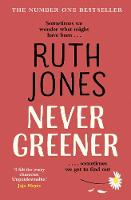 THE NUMBER ONE BESTSELLER
Sometimes we
wonder what might
have been . . .
RUTH
JONES
NEVER
GREENER
. . . . sometimes
we get to find out
Jojo Moyes